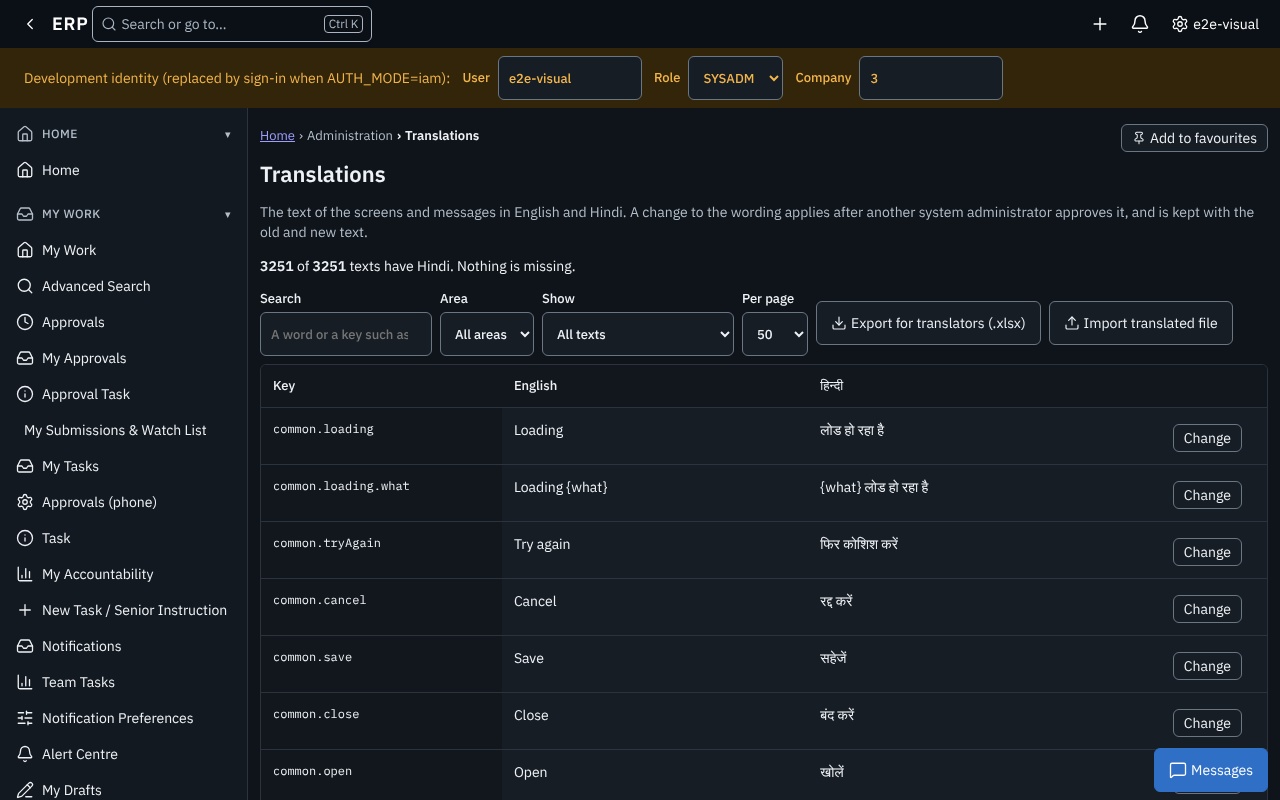 ERP
Search or go to...
Ctrl K
e2e-visual
Development identity (replaced by sign-in when AUTH_MODE=iam):
User
e2e-visual
Role
SYSADM
Company
3
HOME
Home
MY WORK
My Work
Advanced Search
Approvals
My Approvals
Approval Task
My Submissions & Watch List
My Tasks
Approvals (phone)
Task
My Accountability
New Task / Senior Instruction
Notifications
Team Tasks
Notification Preferences
Alert Centre
My Drafts
Home › Administration › Translations
Add to favourites
Translations
The text of the screens and messages in English and Hindi. A change to the wording applies after another system administrator approves it, and is kept with the
old and new text.
3251 of 3251 texts have Hindi. Nothing is missing.
Search
A word or a key such as
Area
All areas
Show
All texts
Per page
50
Export for translators (.xlsx)
Import translated file
Key English हिन्दी
common.loading Loading लोड हो रहा है Change
common.loading.what Loading {what} {what} लोड हो रहा है Change
common.tryAgain Try again फिर कोशिश करें Change
common.cancel Cancel रद्द करें Change
common.save Save सहेजें Change
common.close Close बंद करें Change
common.open Open खोलें
Messages